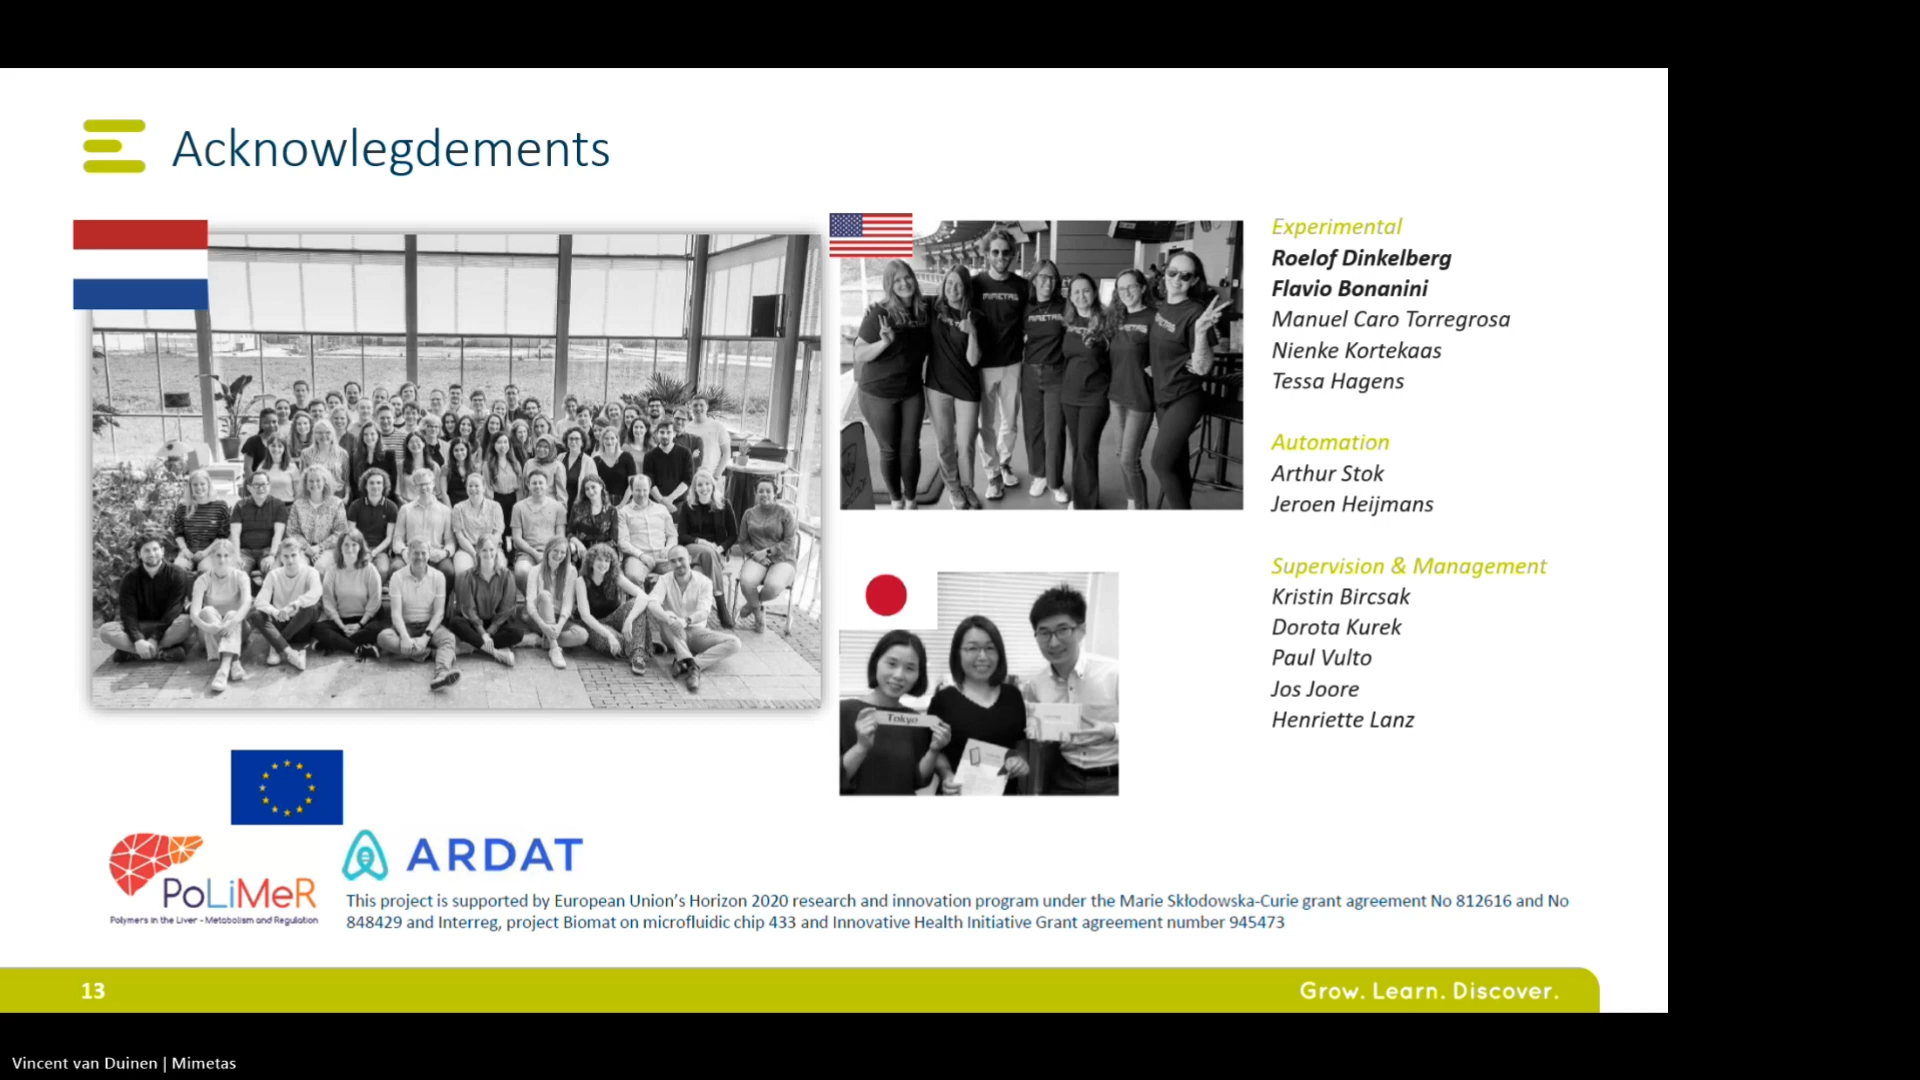 Acknowlegdements
MIMETAS
MIMETAS
Tokyo
Experimental
Roelof Dinkelberg
Flavio Bonanini
Manuel Caro Torregrosa
Nienke Kortekaas
Tessa Hagens
Automation
Arthur Stok
Jeroen Heijmans
Supervision & Management
Kristin Bircsak
Dorota Kurek
Paul Vulto
Jos Joore
Henriette Lanz
PoLiMeR
Polymers in the Liver - Metabolism and Regulation
ARDAT
This project is supported by European Union's Horizon 2020 research and innovation program under the Marie Skłodowska-Curie grant agreement No 812616 and No
848429 and Interreg, project Biomat on microfluidic chip 433 and Innovative Health Initiative Grant agreement number 945473
13
Grow. Learn. Discover.
Vincent van Duinen | Mimetas